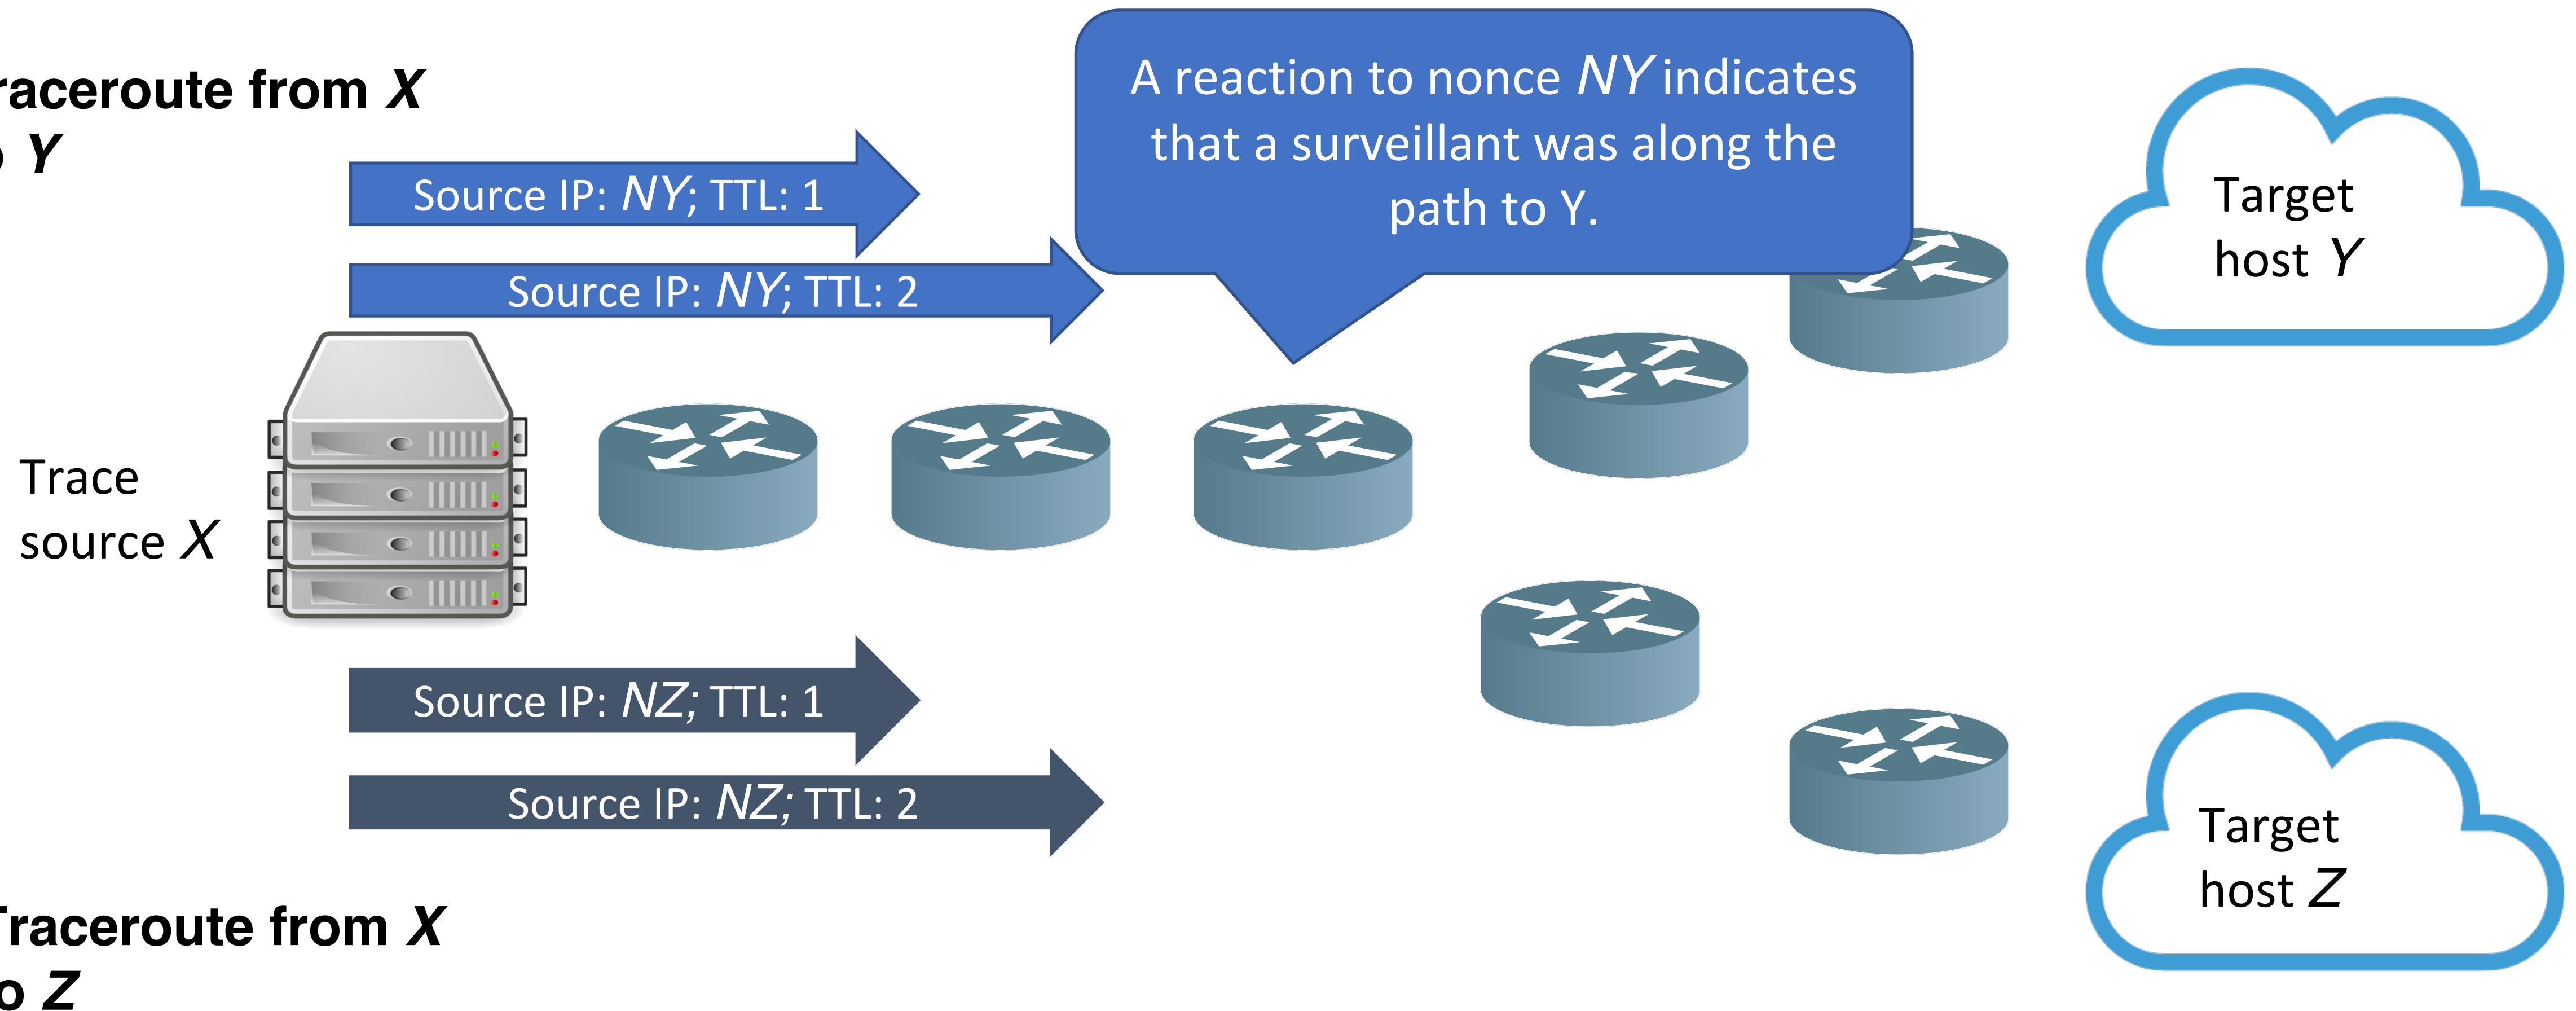 raceroute from X
o Y
Source IP: NY; TTL: 1
Source IP: NY; TTL: 2
A reaction to nonce NY indicates
that a surveillant was along the
path to Y.
Target
host Y
Trace
source X
Source IP: NZ; TTL: 1
Source IP: NZ; TTL: 2
Target
host Z
Traceroute from X
o Z